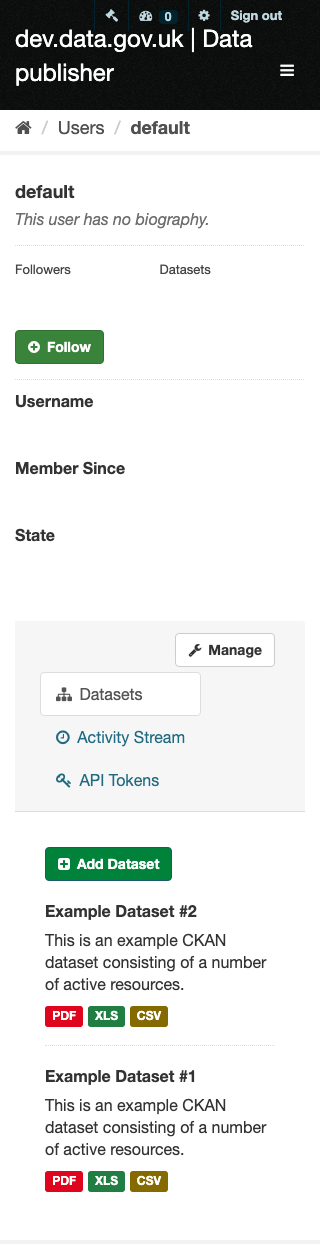 0 Sign out
dev.data.gov.uk | Data
publisher
/ Users / default
default
This user has no biography.
Followers Datasets
Follow
Username
Member Since
State
Manage
Datasets
Activity Stream
API Tokens
Add Dataset
Example Dataset #2
This is an example CKAN
dataset consisting of a number
of active resources.
PDF XLS CSV
Example Dataset #1
This is an example CKAN
dataset consisting of a number
of active resources.
PDF XLS CSV